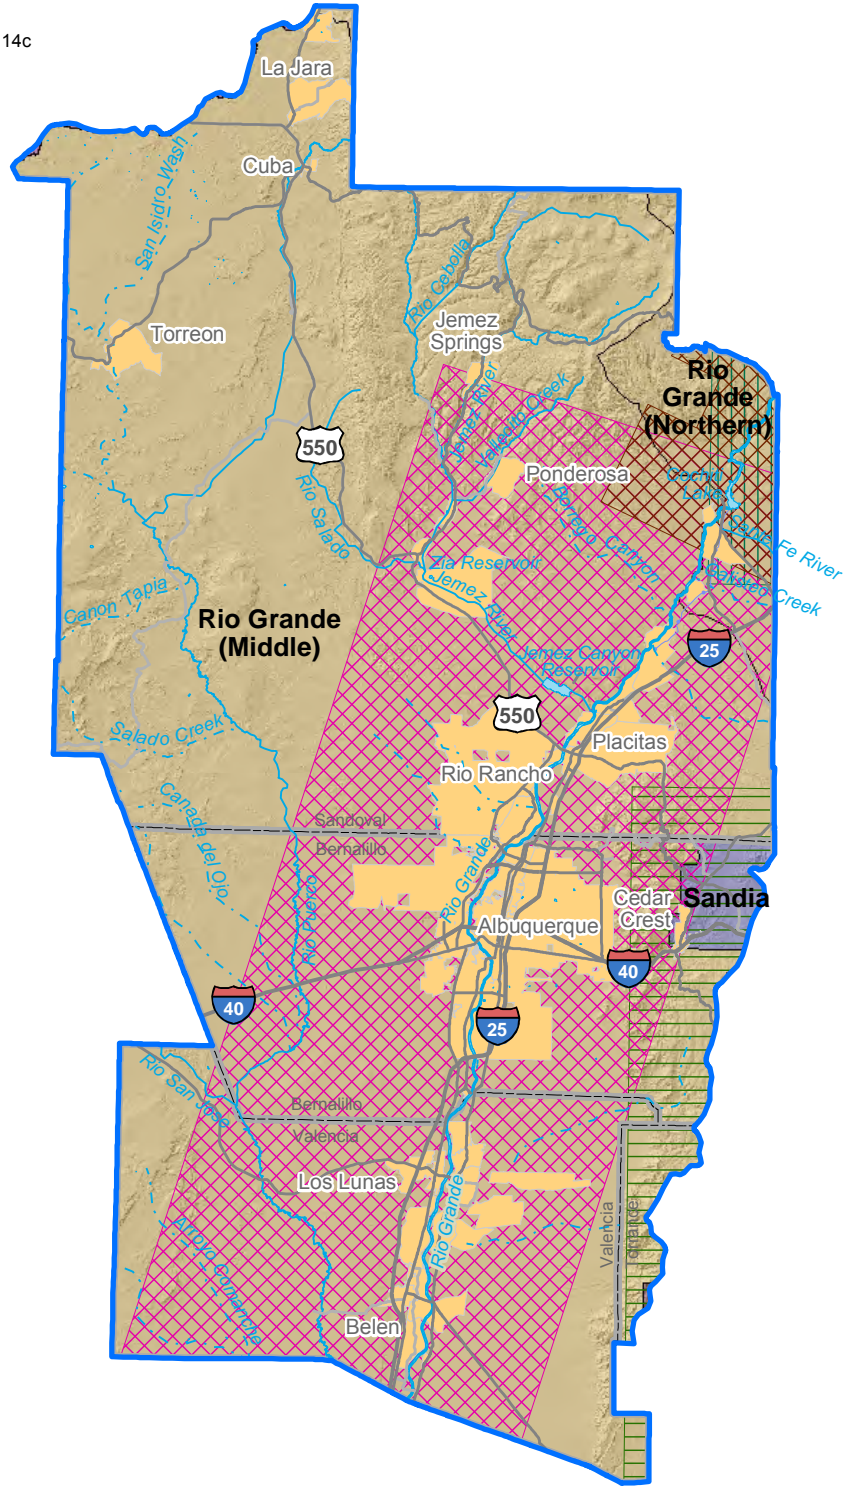 14c
La Jara
Cuba
San Isidro Wash
Rio Cebolla
Torreon
Jemez
Springs
Rio
Grande
(Northern)
Jemez River
Vallecito Creek
550
Ponderosa
Cochiti
Lake
Rio Salado
Borrego Canyon
Santa Fe River
Zia Reservoir
Galisteo Creek
Canon Tapia
Jemez River
Rio Grande
(Middle)
25
Jemez Canyon
Reservoir
550
Salado Creek
Placitas
Rio Rancho
Canada del Ojo
Sandoval
Bernalillo
Rio Grande
Cedar
Crest
Sandia
Rio Puerco
Albuquerque
40
40
25
Rio San Jose
Bernalillo
Valencia
Los Lunas
Rio Grande
Valencia
Arroyo Comanche
Belen